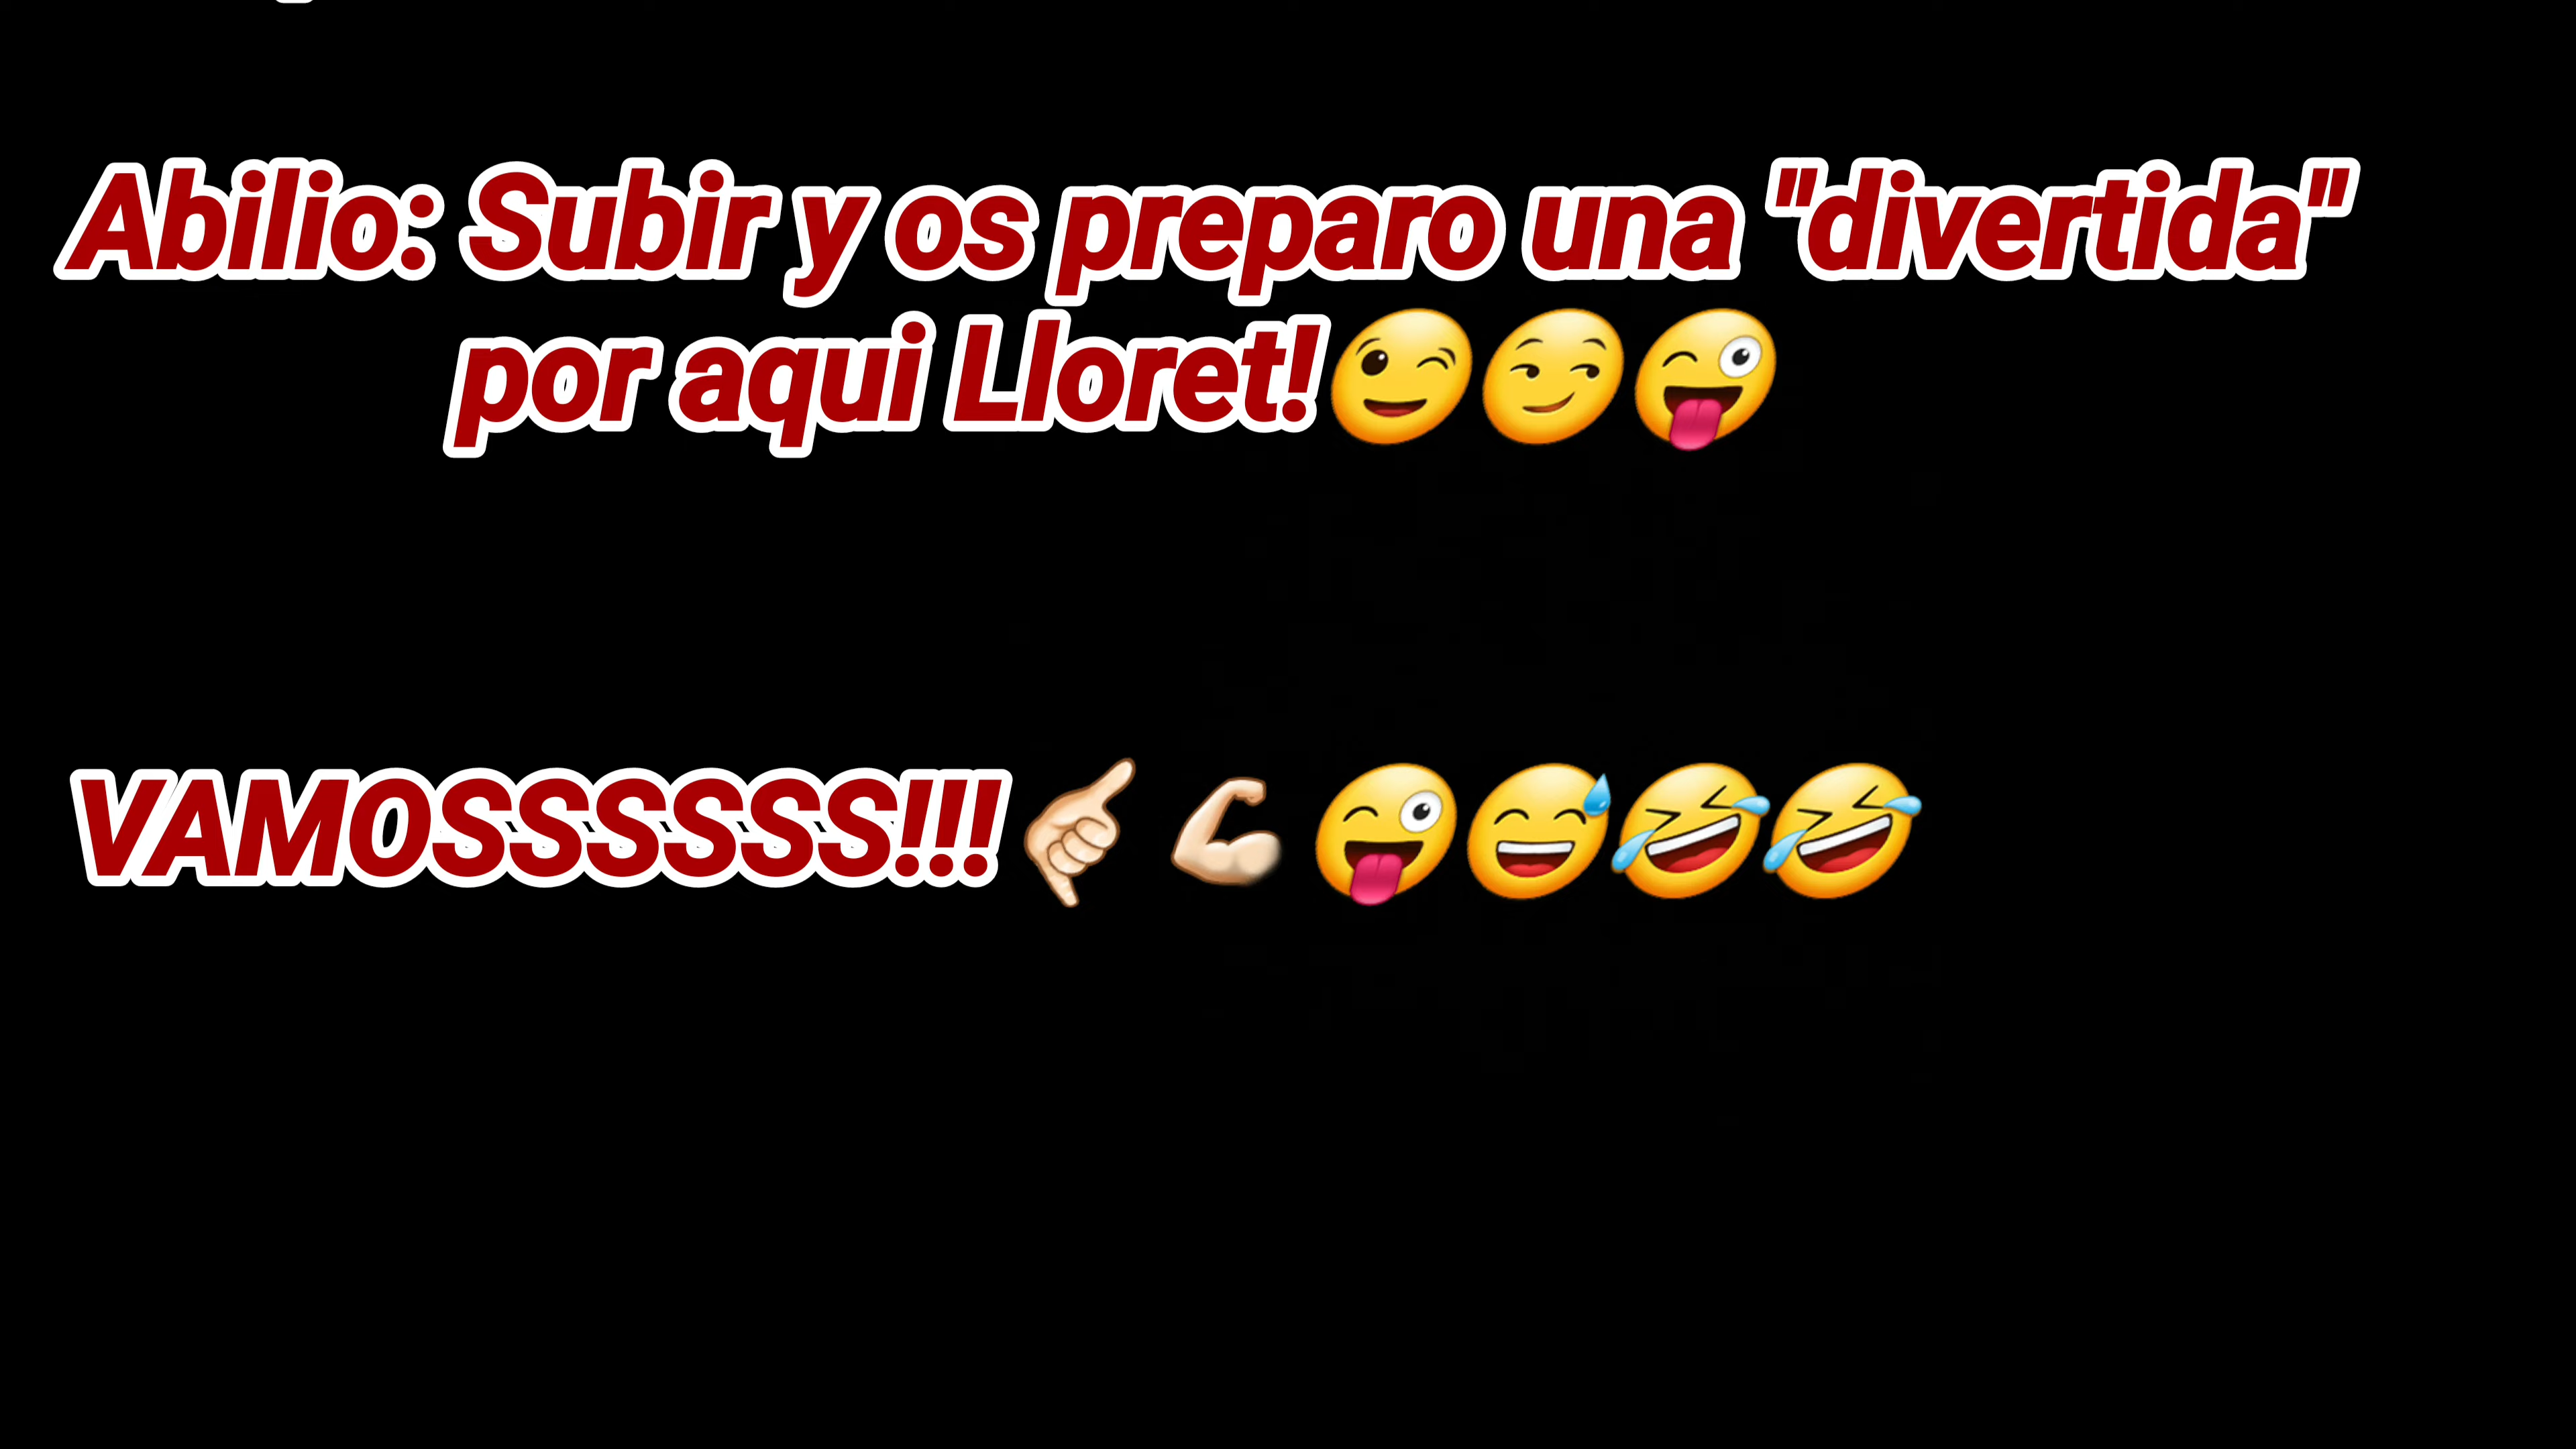 Abilio: Subir y os preparo una "divertida"
por aqui Lloret!😉😏😜
VAMOSSSSSS!!!🤙🏻💪🏻😜😅🤣🤣